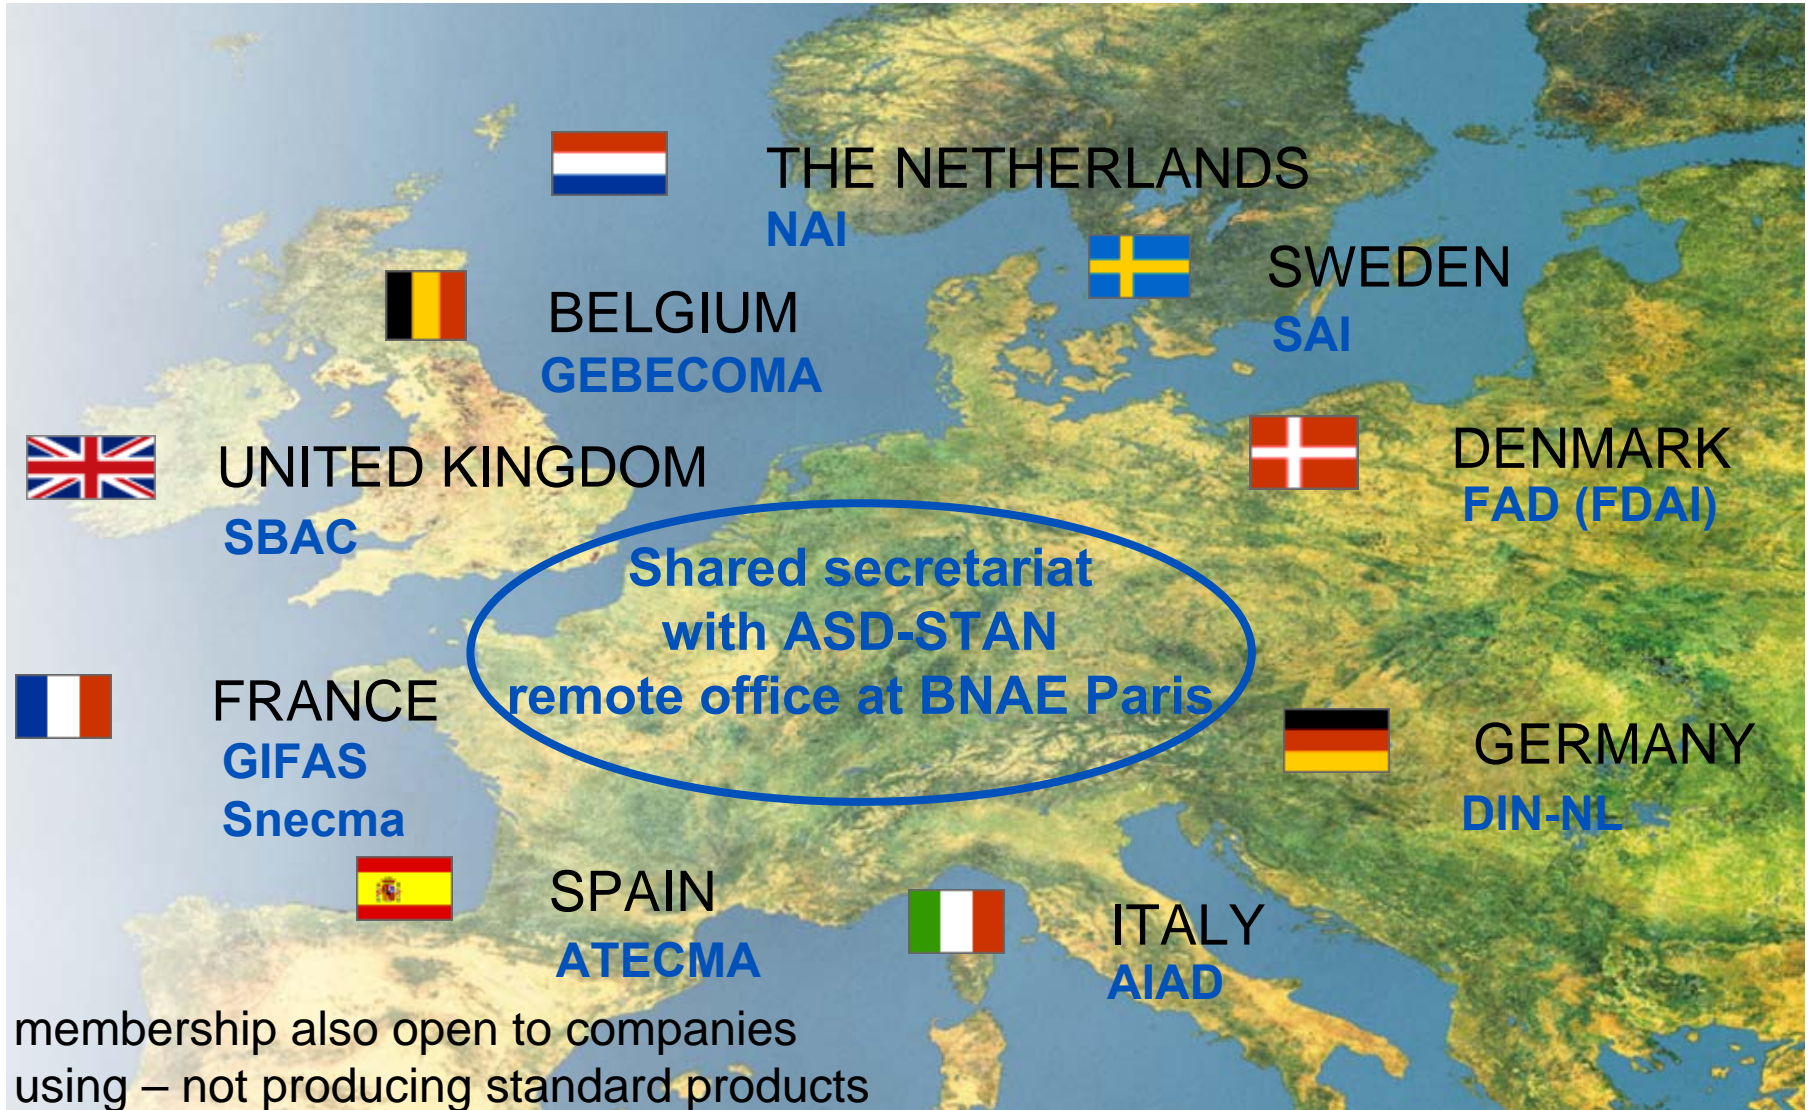 THE NETHERLANDS
NAI
SWEDEN
SAI
BELGIUM
GEBECOMA
UNITED KINGDOM
SBAC
DENMARK
FAD (FDAI)
Shared secretariat
with ASD-STAN
remote office at BNAE Paris
FRANCE
GIFAS
Snecma
GERMANY
DIN-NL
SPAIN
ATECMA
ITALY
AIAD
membership also open to companies
using – not producing standard products